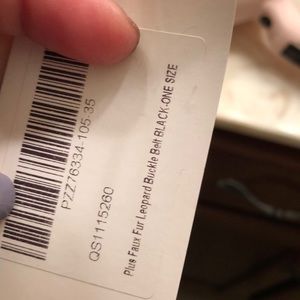 PZZ76334-105-35
QS1115260
Plus Faux Fur Leopard Buckle Belt BLACK-ONE SIZE